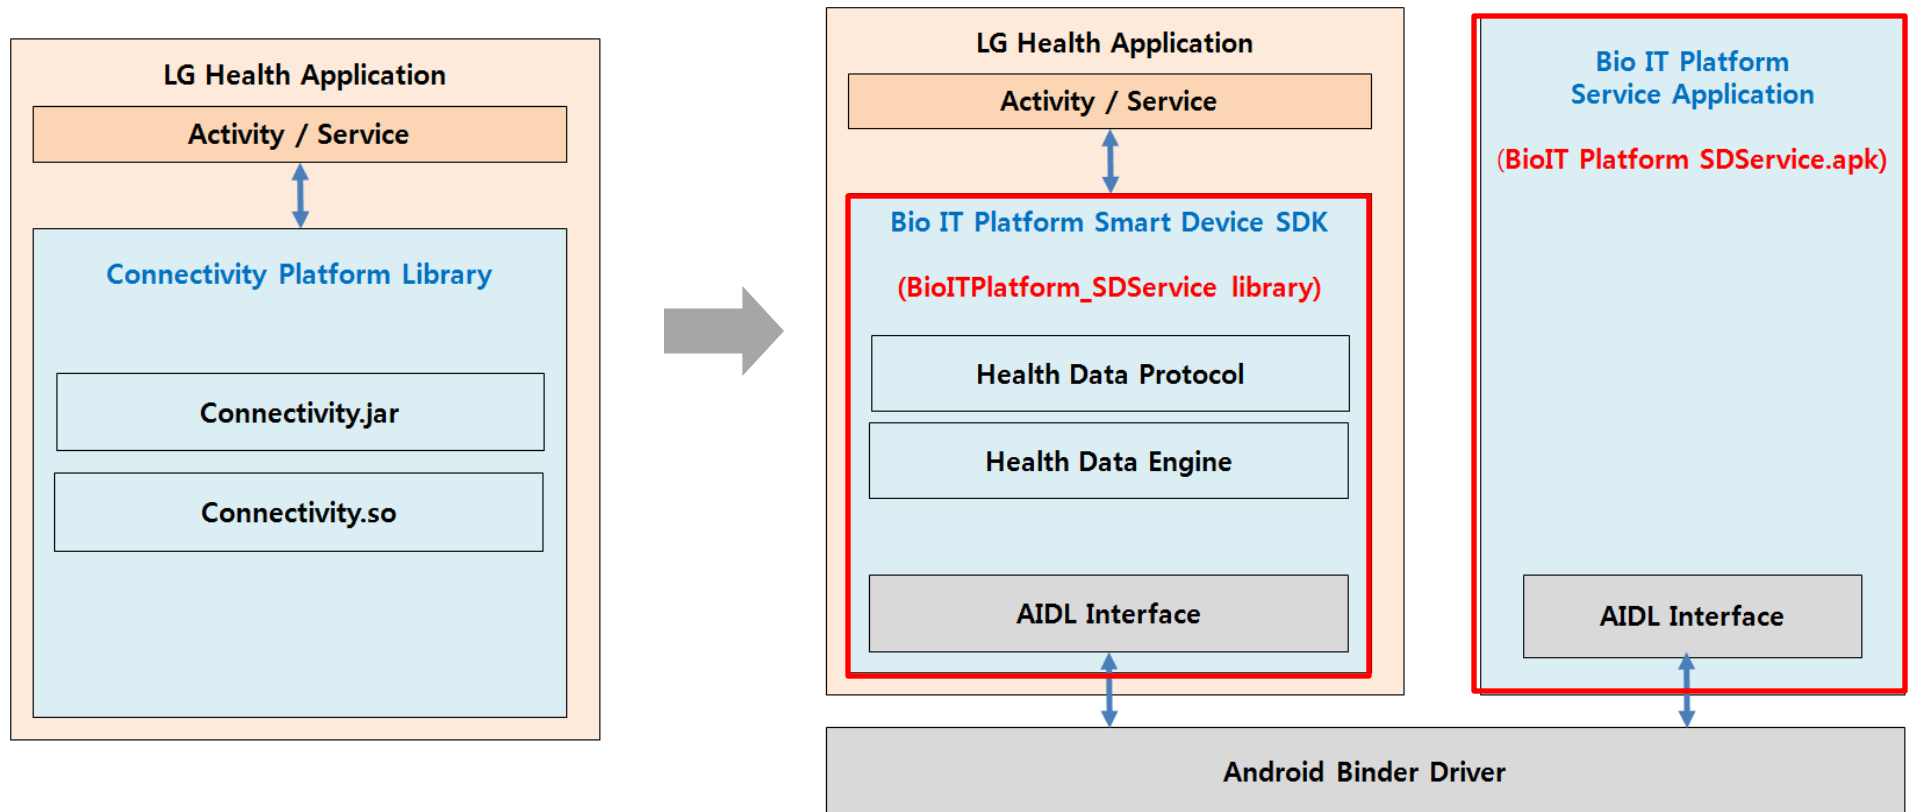 LG Health Application
Activity / Service
Connectivity Platform Library
Connectivity.jar
Connectivity.so
LG Health Application
Activity / Service
Bio IT Platform Smart Device SDK
(BioITPlatform_SDService library)
Health Data Protocol
Health Data Engine
AIDL Interface
Bio IT Platform
Service Application
(BioIT Platform SDService.apk)
AIDL Interface
Android Binder Driver